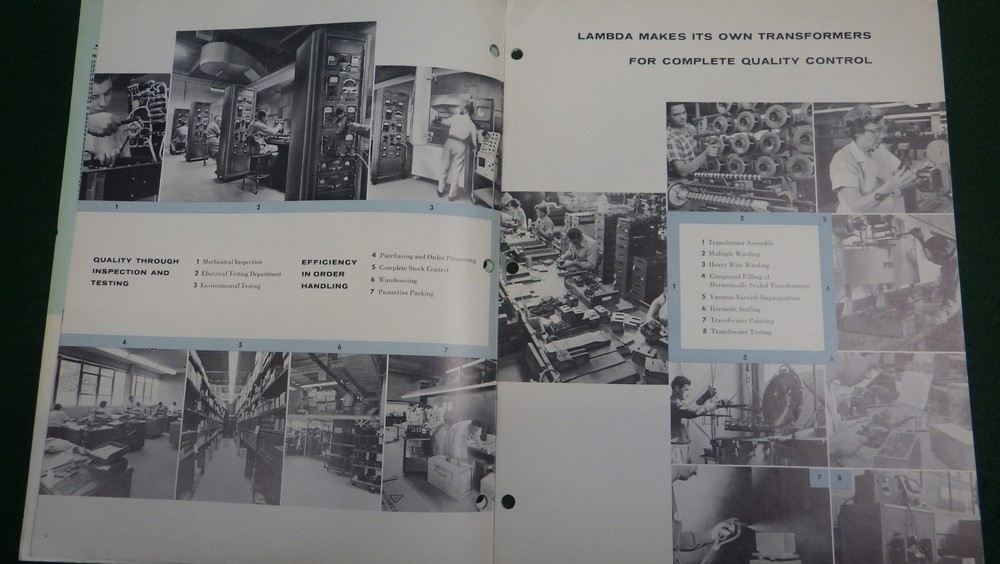 1
2
3
QUALITY THROUGH
INSPECTION AND
TESTING
1 Mechanical Inspection
2 Electrical Testing Department
3 Environmental Testing
EFFICIENCY
IN ORDER
HANDLING
4 Purchasing and Order Processing
5 Complete Stock Control
6 Warehousing
7 Protective Packing
4
5
6
7
LAMBDA MAKES ITS OWN TRANSFORMERS
FOR COMPLETE QUALITY CONTROL
2
3
1
1 Transformer Assembly
2 Multiple Winding
3 Heavy Wire Winding
4 Compound Filling of
Hermetically Sealed Transformers
5 Vacuum-Varnish Impregnation
6 Hermetic Sealing
7 Transformer Painting
8 Transformer Testing
4
5
6
7 8